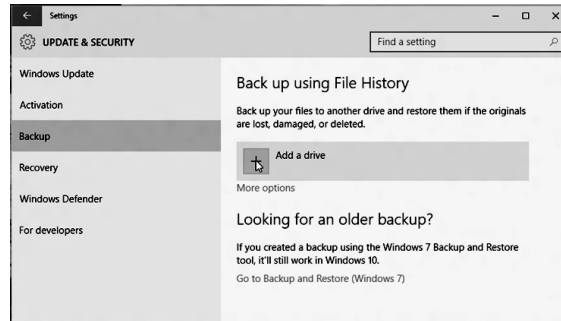 Settings
UPDATE & SECURITY
Find a setting
Windows Update
Activation
Backup
Recovery
Windows Defender
For developers
Back up using File History
Back up your files to another drive and restore them if the originals
are lost, damaged, or deleted.
Add a drive
More options
Looking for an older backup?
If you created a backup using the Windows 7 Backup and Restore
tool, it'll still work in Windows 10.
Go to Backup and Restore (Windows 7)